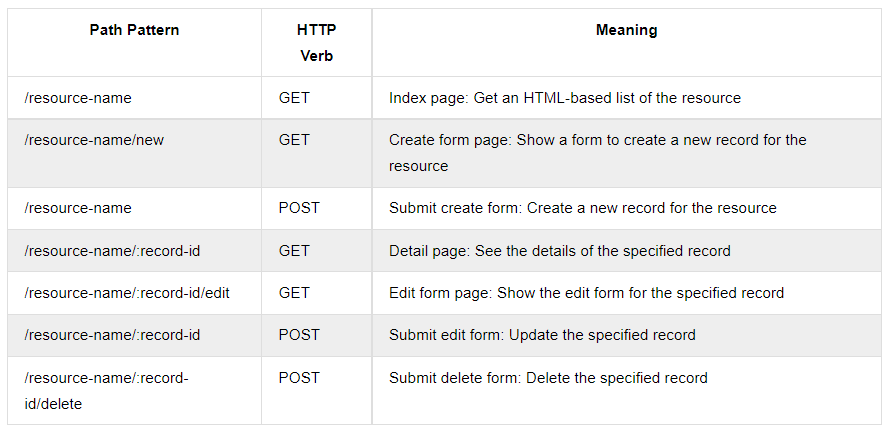 Path Pattern
HTTP
Verb
Meaning
/resource-name
GET
Index page: Get an HTML-based list of the resource
/resource-name/new
GET
Create form page: Show a form to create a new record for the
resource
/resource-name
POST
Submit create form: Create a new record for the resource
/resource-name/:record-id
GET
Detail page: See the details of the specified record
/resource-name/:record-id/edit
GET
Edit form page: Show the edit form for the specified record
/resource-name/:record-id
POST
Submit edit form: Update the specified record
/resource-name/:record-
id/delete
POST
Submit delete form: Delete the specified record